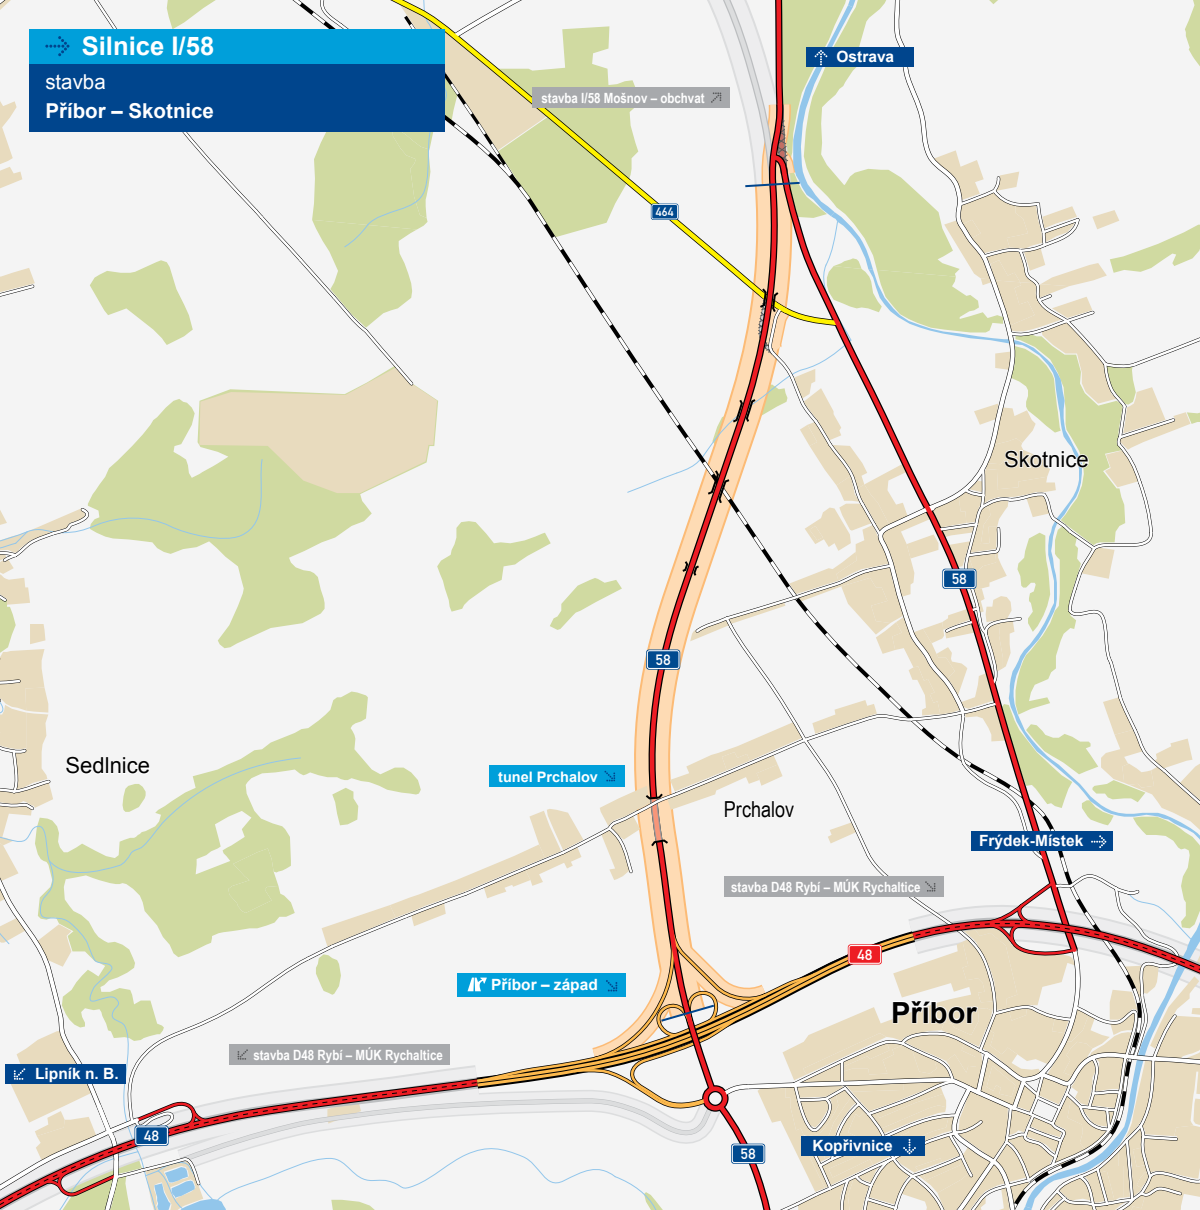 Silnice I/58
stavba
Příbor – Skotnice
Ostrava
stavba I/58 Mošnov – obchvat
464
Skotnice
58
58
Sedlnice
tunel Prchalov
Prchalov
Frýdek-Místek
stavba D48 Rybí – MÚK Rychaltice
48
Příbor – západ
Příbor
stavba D48 Rybí – MÚK Rychaltice
Lipník n. B.
48
Kopřivnice
58